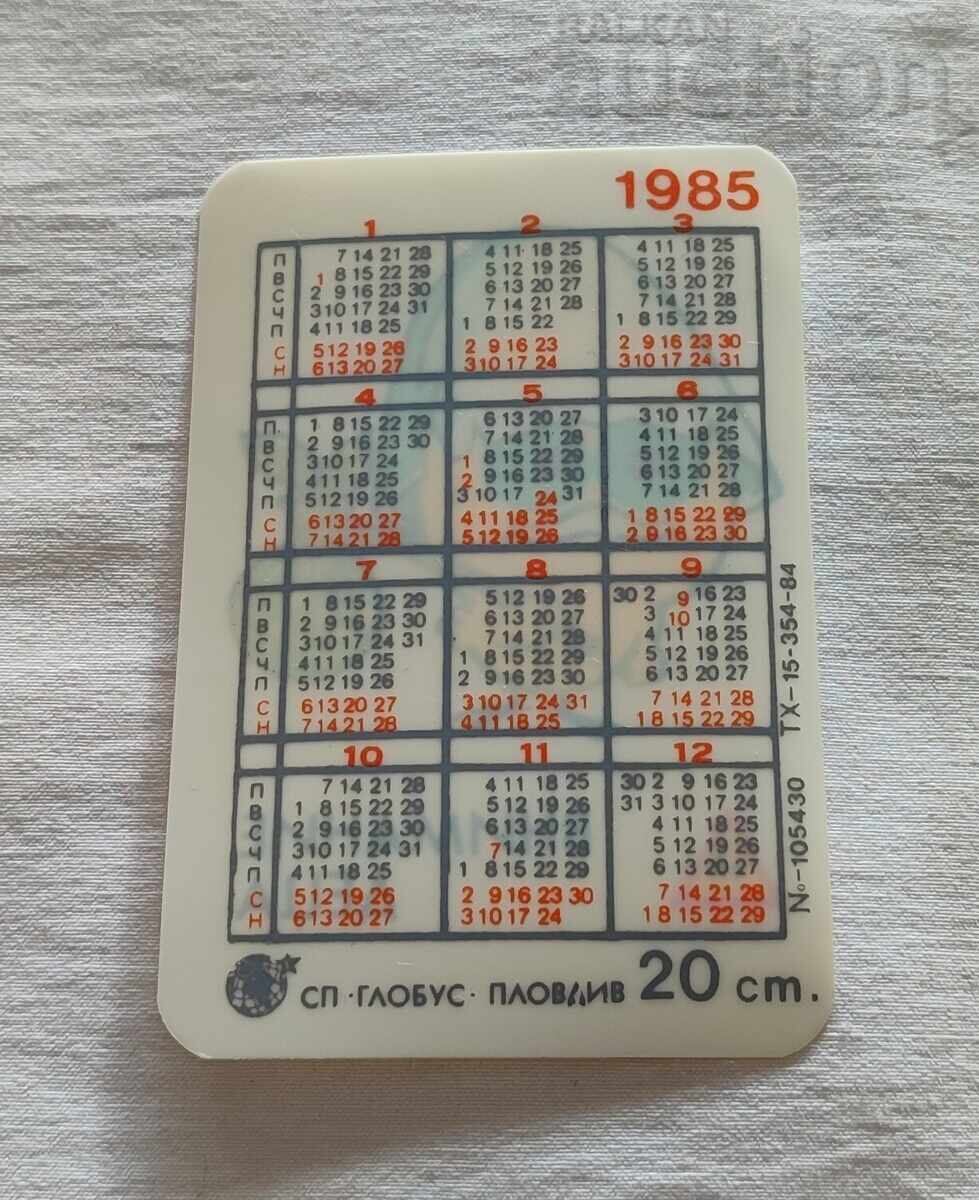 BALKAN
auction
1985
1 2 3
П 7 14 21 28 4 11 18 25 4 11 18 25
В 1 8 15 22 29 5 12 19 26 5 12 19 26
С 2 9 16 23 30 6 13 20 27 6 13 20 27
Ч 3 10 17 24 31 7 14 21 28 7 14 21 28
П 4 11 18 25 1 8 15 22 1 8 15 22 29
С 5 12 19 26 2 9 16 23 2 9 16 23 30
Н 6 13 20 27 3 10 17 24 3 10 17 24 31
4 5 6
П 1 8 15 22 29 6 13 20 27 3 10 17 24
В 2 9 16 23 30 7 14 21 28 4 11 18 25
С 3 10 17 24 1 8 15 22 29 5 12 19 26
Ч 4 11 18 25 2 9 16 23 30 6 13 20 27
П 5 12 19 26 3 10 17 24 31 7 14 21 28
С 6 13 20 27 4 11 18 25 1 8 15 22 29
Н 7 14 21 28 5 12 19 26 2 9 16 23 30
7 8 9
П 1 8 15 22 29 5 12 19 26 30 2 9 16 23
В 2 9 16 23 30 6 13 20 27 3 10 17 24
С 3 10 17 24 31 7 14 21 28 4 11 18 25
Ч 4 11 18 25 1 8 15 22 29 5 12 19 26
П 5 12 19 26 2 9 16 23 30 6 13 20 27
С 6 13 20 27 3 10 17 24 31 7 14 21 28
Н 7 14 21 28 4 11 18 25 1 8 15 22 29
10 11 12
П 7 14 21 28 4 11 18 25 30 2 9 16 23
В 1 8 15 22 29 5 12 19 26 31 3 10 17 24
С 2 9 16 23 30 6 13 20 27 4 11 18 25
Ч 3 10 17 24 31 7 14 21 28 5 12 19 26
П 4 11 18 25 1 8 15 22 29 6 13 20 27
С 5 12 19 26 2 9 16 23 30 7 14 21 28
Н 6 13 20 27 3 10 17 24 1 8 15 22 29
№-105430 ТХ-15-354-84
СП ·ГЛОБУС· ПЛОВДИВ 20 cm.